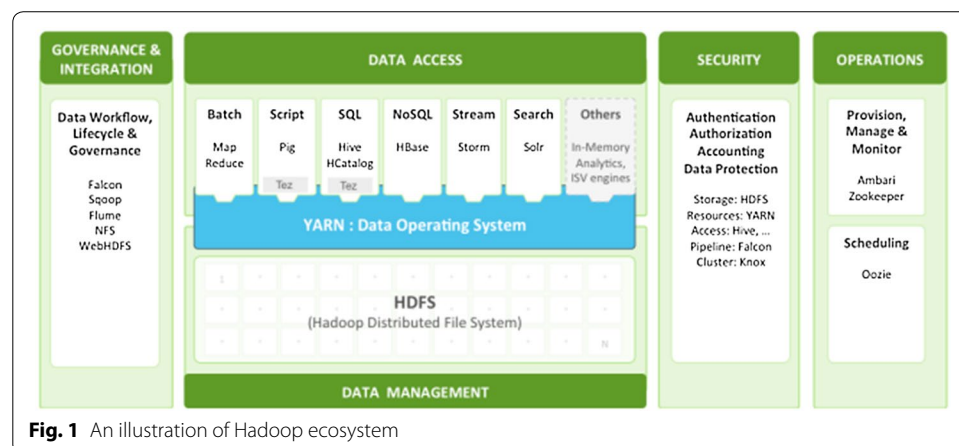 GOVERNANCE &
INTEGRATION
Data Workflow,
Lifecycle &
Governance
Falcon
Sqoop
Flume
NFS
WebHDFS
DATA ACCESS
Batch
Map
Reduce
Script
Pig
Tez
SQL
Hive
HCatalog
Tez
NoSQL
HBase
Stream
Storm
Search
Solr
Others
In-Memory
Analytics,
ISV engines
YARN : Data Operating System
1
HDFS
(Hadoop Distributed File System)
N
DATA MANAGEMENT
SECURITY
Authentication
Authorization
Accounting
Data Protection
Storage: HDFS
Resources: YARN
Access: Hive, ...
Pipeline: Falcon
Cluster: Knox
OPERATIONS
Provision,
Manage &
Monitor
Ambari
Zookeeper
Scheduling
Oozie
Fig. 1 An illustration of Hadoop ecosystem